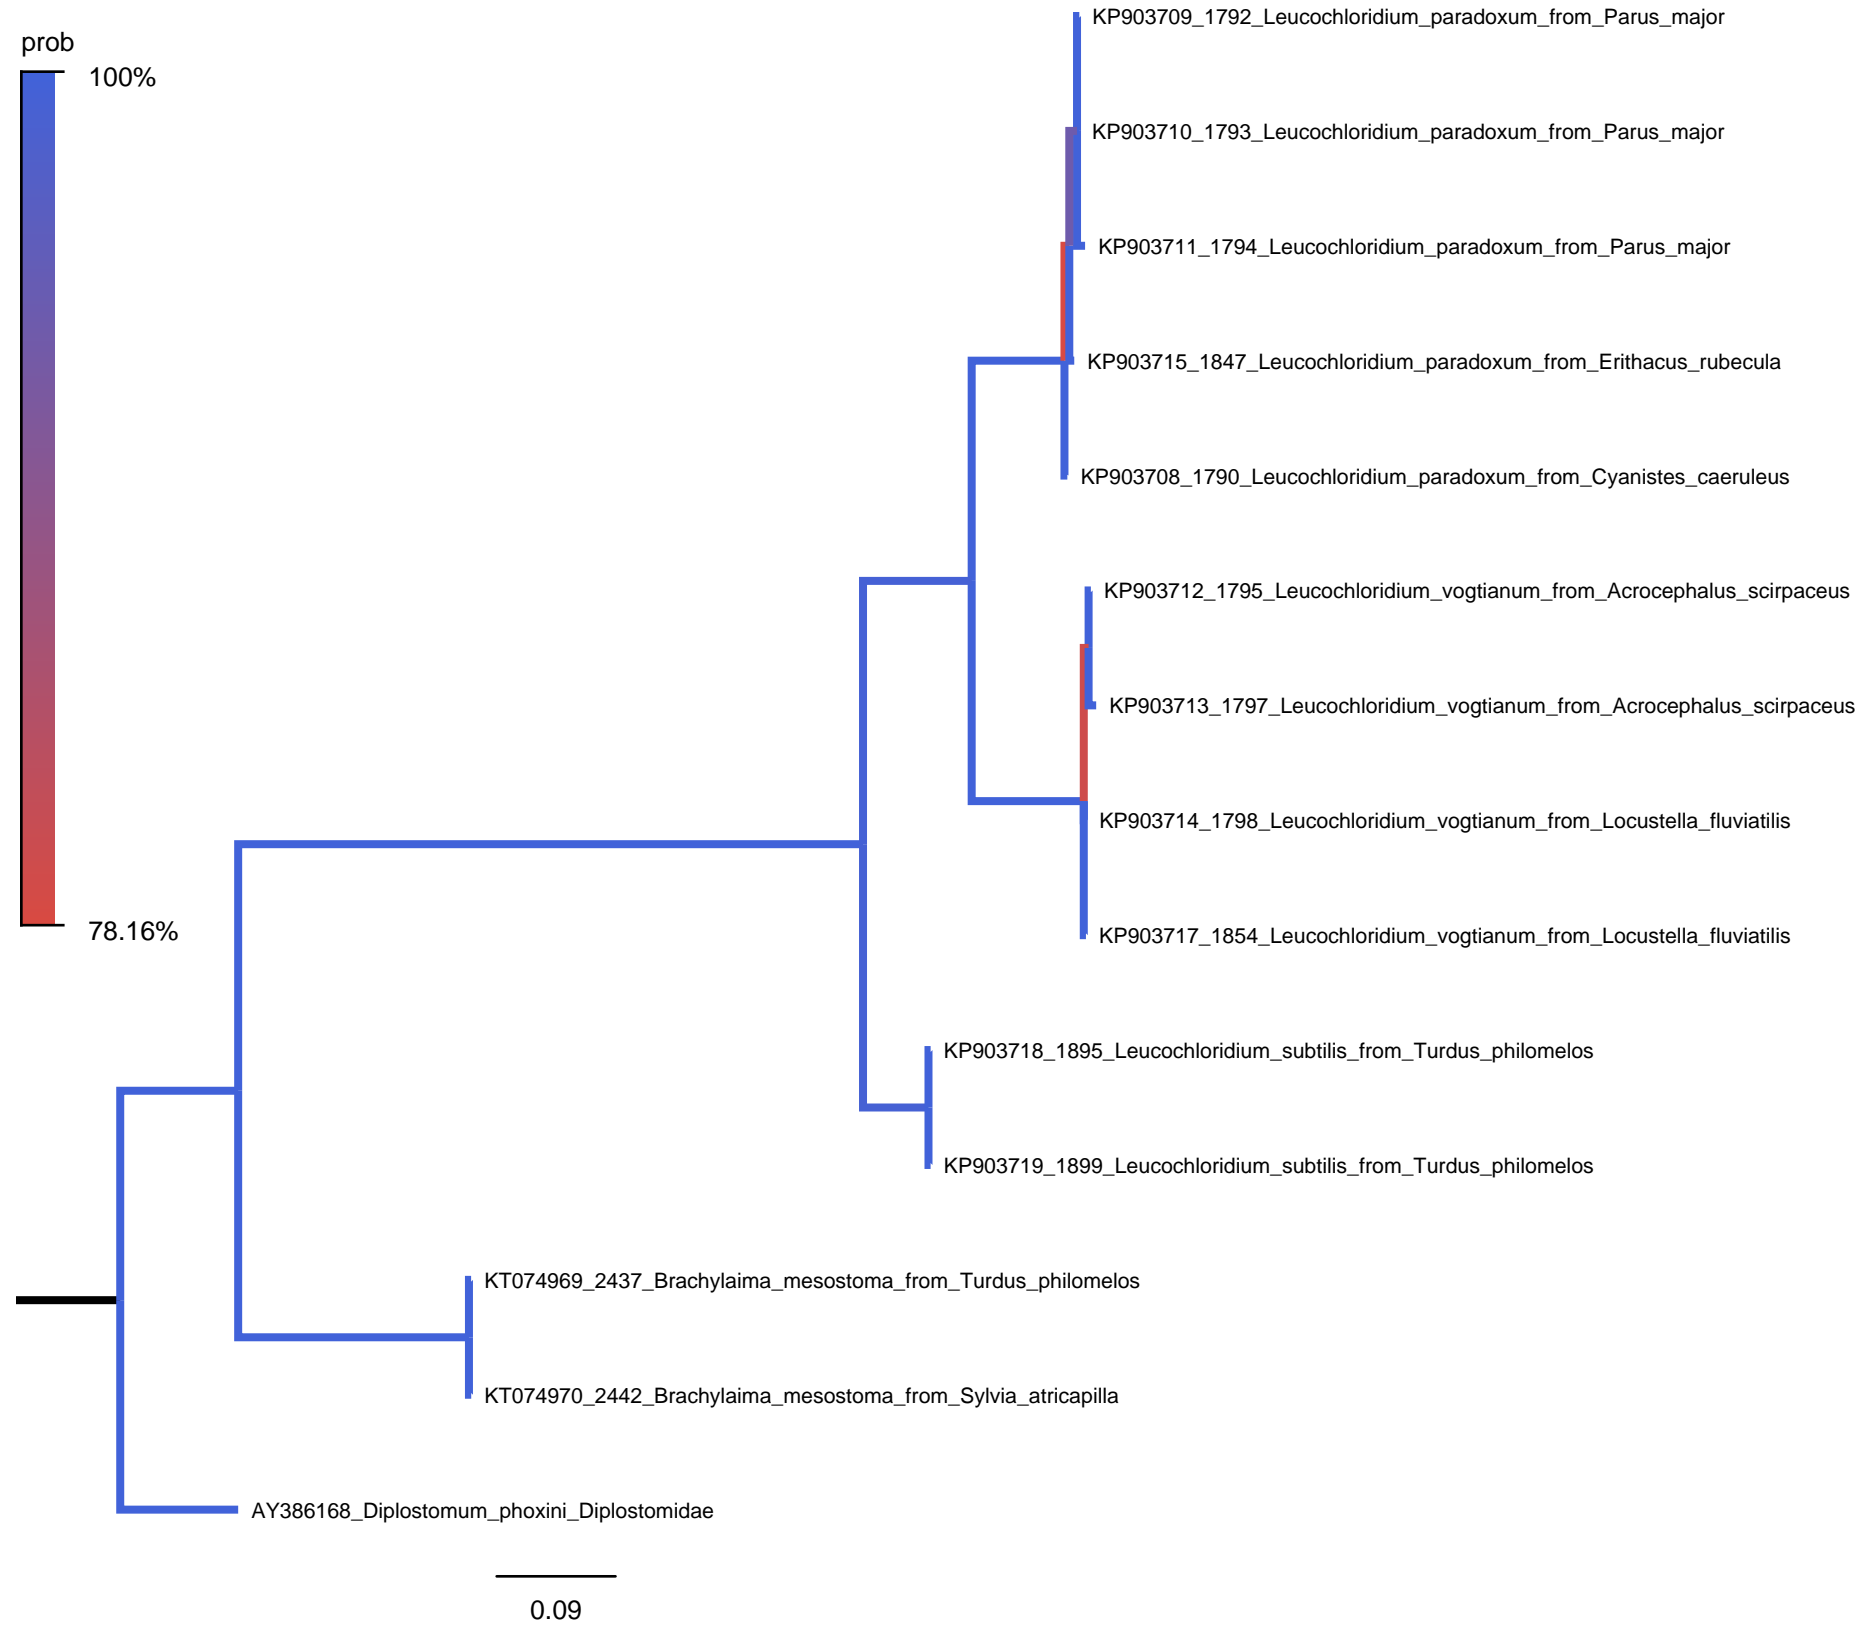 prob
100%
78.16%
KP903709_1792_Leucochloridium_paradoxum_from_Parus_major
KP903710_1793_Leucochloridium_paradoxum_from_Parus_major
KP903711_1794_Leucochloridium_paradoxum_from_Parus_major
KP903715_1847_Leucochloridium_paradoxum_from_Erithacus_rubecula
KP903708_1790_Leucochloridium_paradoxum_from_Cyanistes_caeruleus
KP903712_1795_Leucochloridium_vogtianum_from_Acrocephalus_scirpaceus
KP903713_1797_Leucochloridium_vogtianum_from_Acrocephalus_scirpaceus
KP903714_1798_Leucochloridium_vogtianum_from_Locustella_fluviatilis
KP903717_1854_Leucochloridium_vogtianum_from_Locustella_fluviatilis
KP903718_1895_Leucochloridium_subtilis_from_Turdus_philomelos
KP903719_1899_Leucochloridium_subtilis_from_Turdus_philomelos
KT074969_2437_Brachylaima_mesostoma_from_Turdus_philomelos
KT074970_2442_Brachylaima_mesostoma_from_Sylvia_atricapilla
AY386168_Diplostomum_phoxini_Diplostomidae
0.09